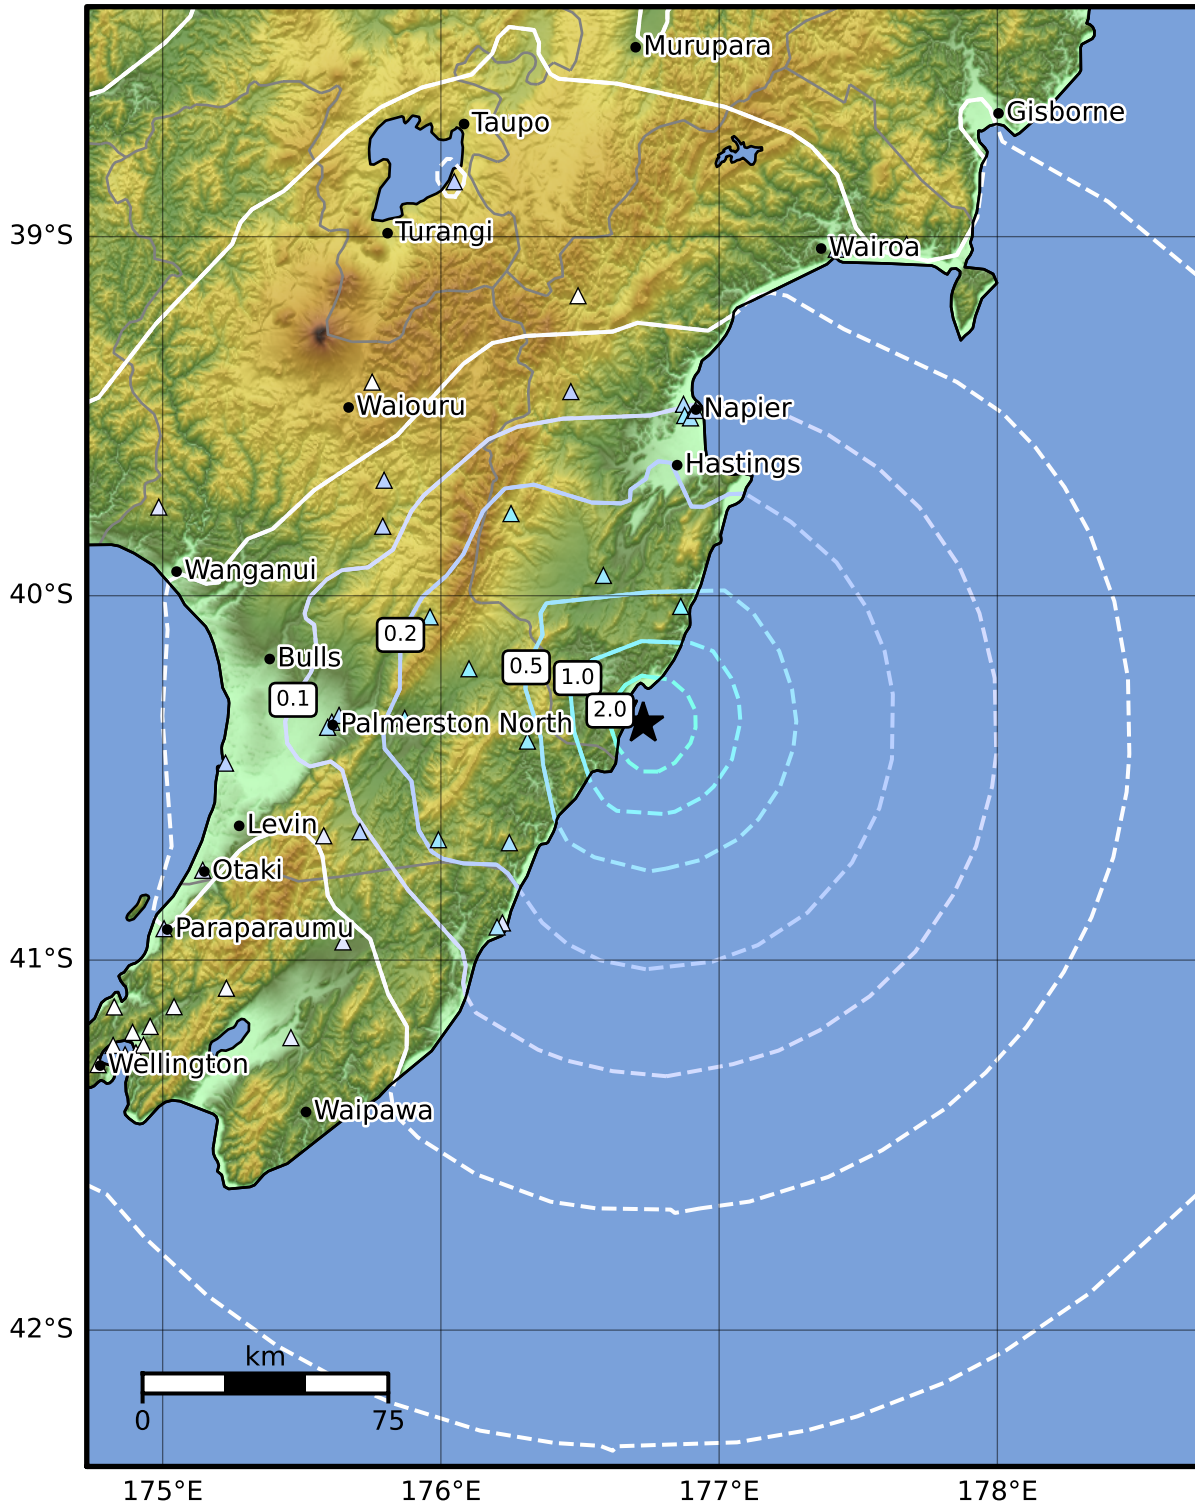 Murupara
Gisborne
Taupo
Turangi
39°S
Wairoa
Waiouru
Napier
Hastings
Wanganui
40°S
0.2
Bulls
0.5
1.0
0.1
2.0
Palmerston North
Levin
Otaki
Paraparaumu
41°S
Wellington
Waipawa
42°S
km
0
75
175°E
176°E
177°E
178°E